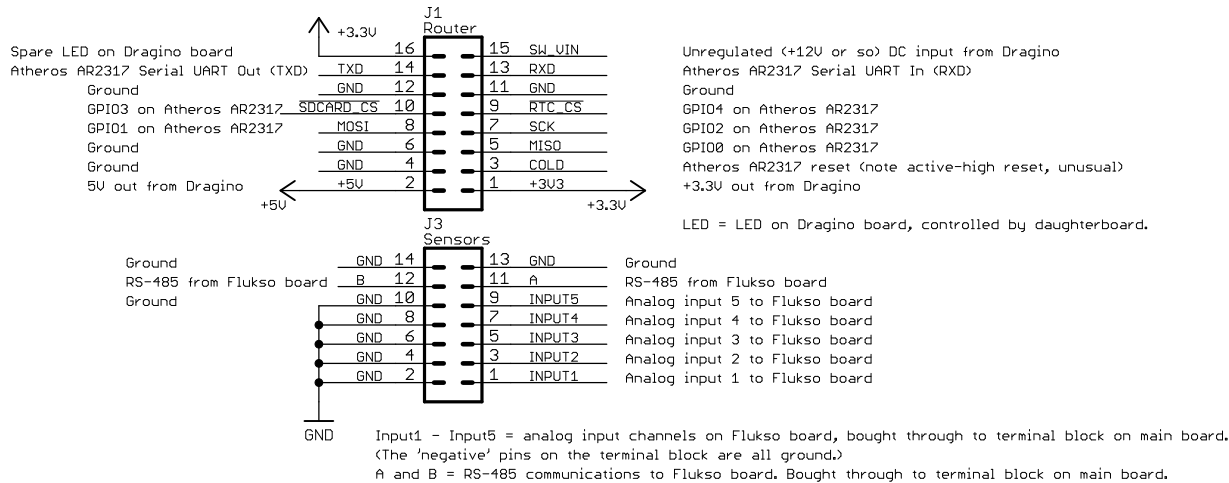 J1
Router
+3.3V
Spare LED on Dragino board 16 15 SW_VIN Unregulated (+12V or so) DC input from Dragino
Atheros AR2317 Serial UART Out (TXD) TXD 14 13 RXD Atheros AR2317 Serial UART In (RXD)
Ground GND 12 11 GND Ground
GPIO3 on Atheros AR2317 SDCARD_CS 10 9 RTC_CS GPIO4 on Atheros AR2317
GPIO1 on Atheros AR2317 MOSI 8 7 SCK GPIO2 on Atheros AR2317
Ground GND 6 5 MISO GPIO0 on Atheros AR2317
Ground GND 4 3 COLD Atheros AR2317 reset (note active-high reset, unusual)
5V out from Dragino +5V 2 1 +3V3 +3.3V out from Dragino
+5V +3.3V
LED = LED on Dragino board, controlled by daughterboard.
J3
Sensors
Ground GND 14 13 GND Ground
RS-485 from Flukso board B 12 11 A RS-485 from Flukso board
Ground GND 10 9 INPUT5 Analog input 5 to Flukso board
GND 8 7 INPUT4 Analog input 4 to Flukso board
GND 6 5 INPUT3 Analog input 3 to Flukso board
GND 4 3 INPUT2 Analog input 2 to Flukso board
GND 2 1 INPUT1 Analog input 1 to Flukso board
GND
Input1 - Input5 = analog input channels on Flukso board, bought through to terminal block on main board.
(The 'negative' pins on the terminal block are all ground.)
A and B = RS-485 communications to Flukso board. Bought through to terminal block on main board.